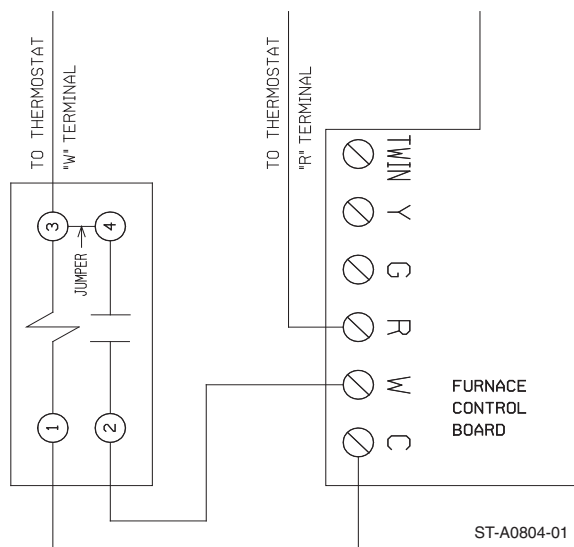 TO THERMOSTAT
"W" TERMINAL
TO THERMOSTAT
"R" TERMINAL
3
4
JUMPER
1
2
TWIN
Y
G
R
W
C
FURNACE
CONTROL
BOARD
ST-A0804-01